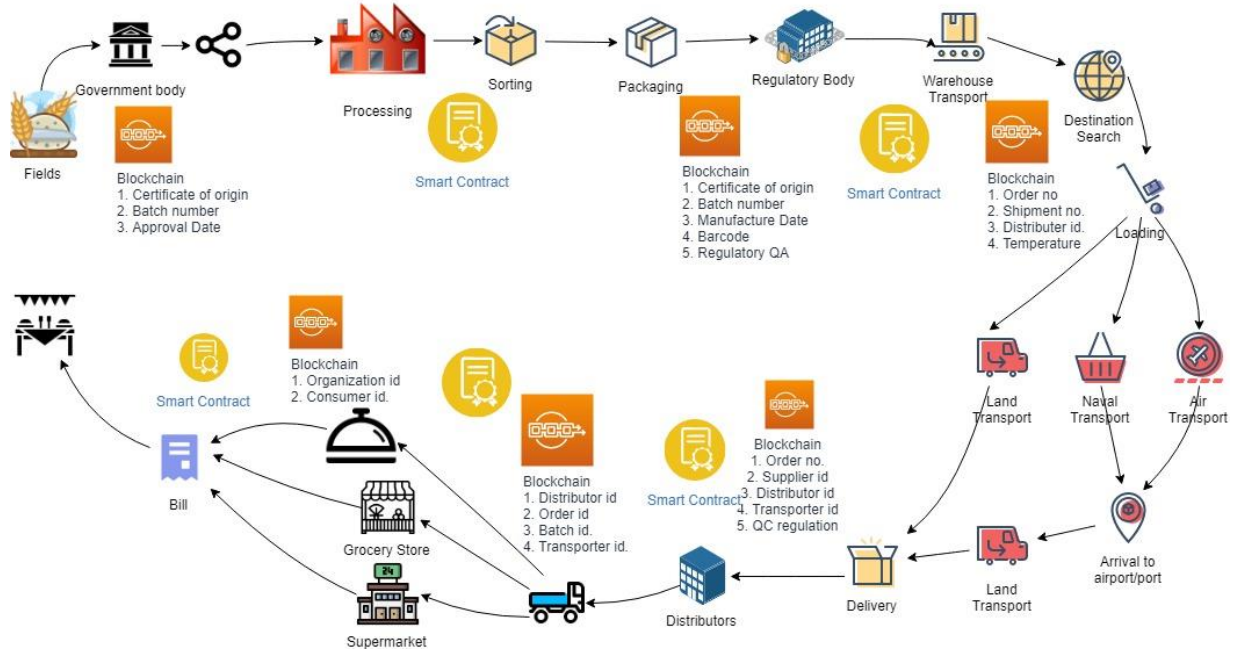 Fields
Government body
Processing
Sorting
Packaging
Regulatory Body
Warehouse
Transport
Destination
Search
Loading
Blockchain
1. Certificate of origin
2. Batch number
3. Approval Date
Smart Contract
Blockchain
1. Certificate of origin
2. Batch number
3. Manufacture Date
4. Barcode
5. Regulatory QA
Smart Contract
Blockchain
1. Order no
2. Shipment no.
3. Distributer id.
4. Temperature
Land
Transport
Naval
Transport
Air
Transport
Arrival to
airport/port
Land
Transport
Delivery
Distributors
Blockchain
1. Order no.
2. Supplier id
3. Distributor id
4. Transporter id
5. QC regulation
Smart Contract
Blockchain
1. Distributor id
2. Order id
3. Batch id.
4. Transporter id.
Blockchain
1. Organization id
2. Consumer id.
Smart Contract
Grocery Store
24
Supermarket
Bill